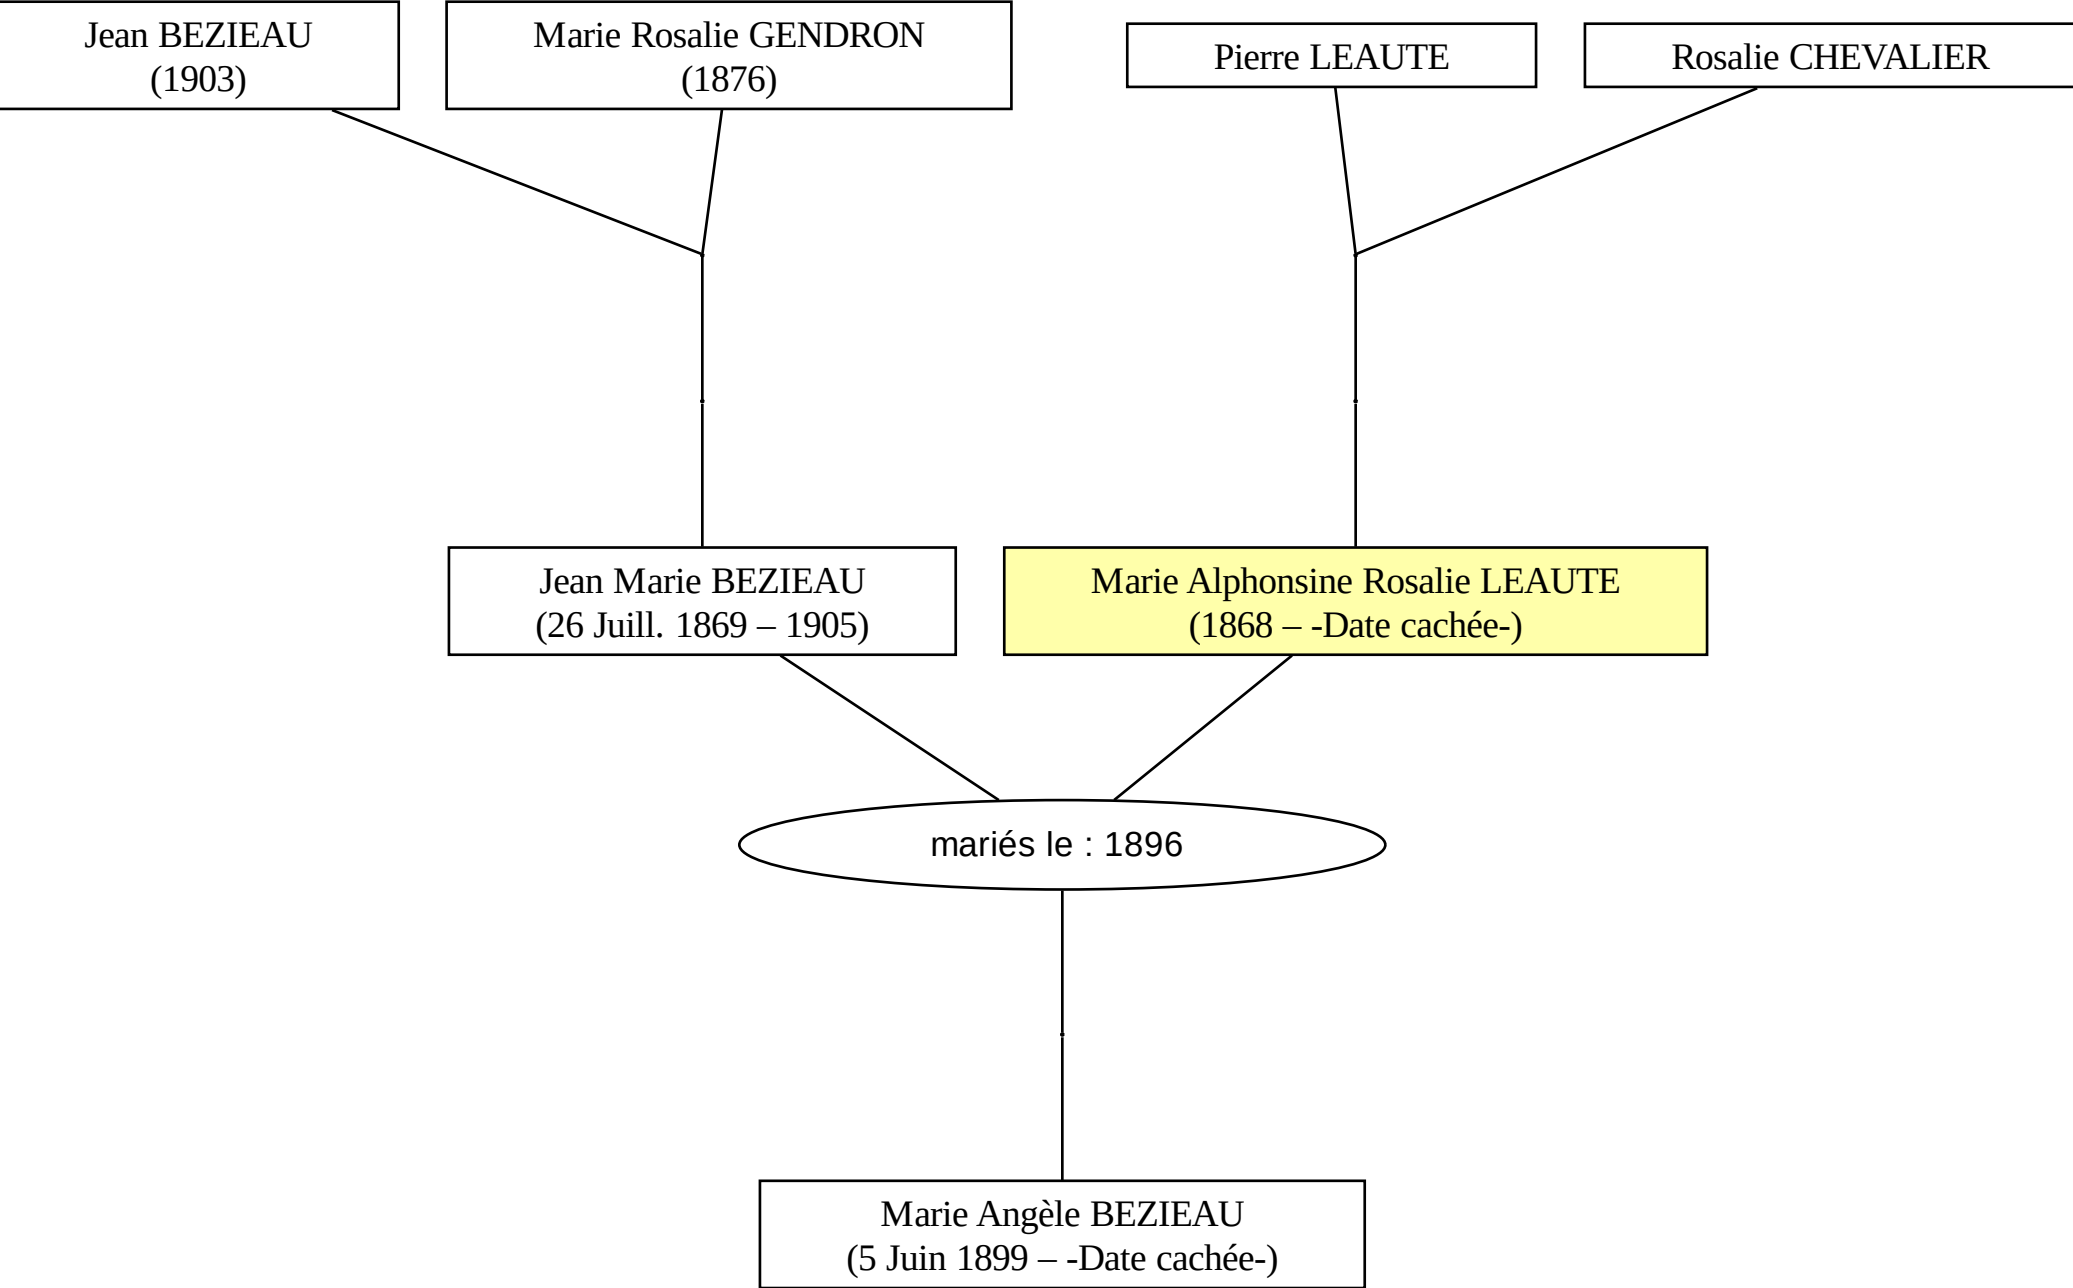 Jean BEZIEAU
(1903)
Marie Rosalie GENDRON
(1876)
Pierre LEAUTE
Rosalie CHEVALIER
Jean Marie BEZIEAU
(26 Juill. 1869 – 1905)
Marie Alphonsine Rosalie LEAUTE
(1868 – -Date cachée-)
mariés le : 1896
Marie Angèle BEZIEAU
(5 Juin 1899 – -Date cachée-)